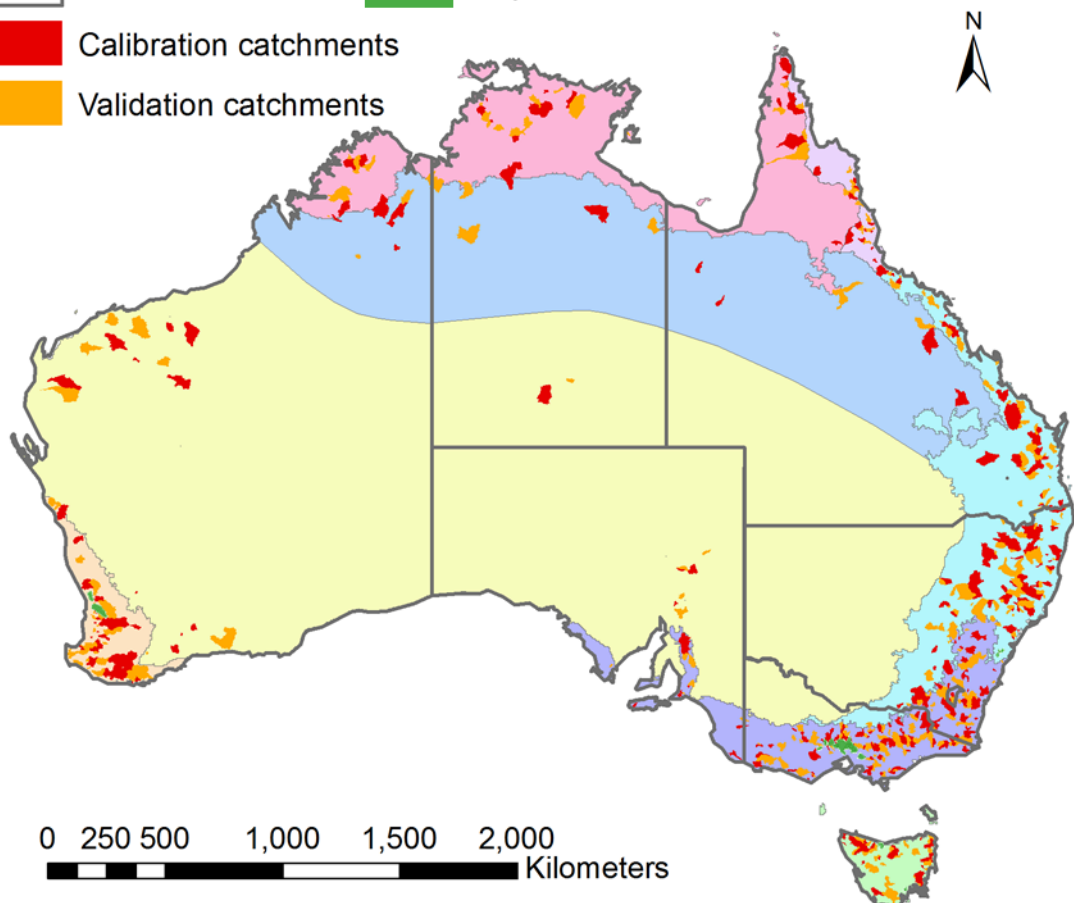 Calibration catchments
Validation catchments
N
0 250 500 1,000 1,500 2,000
Kilometers